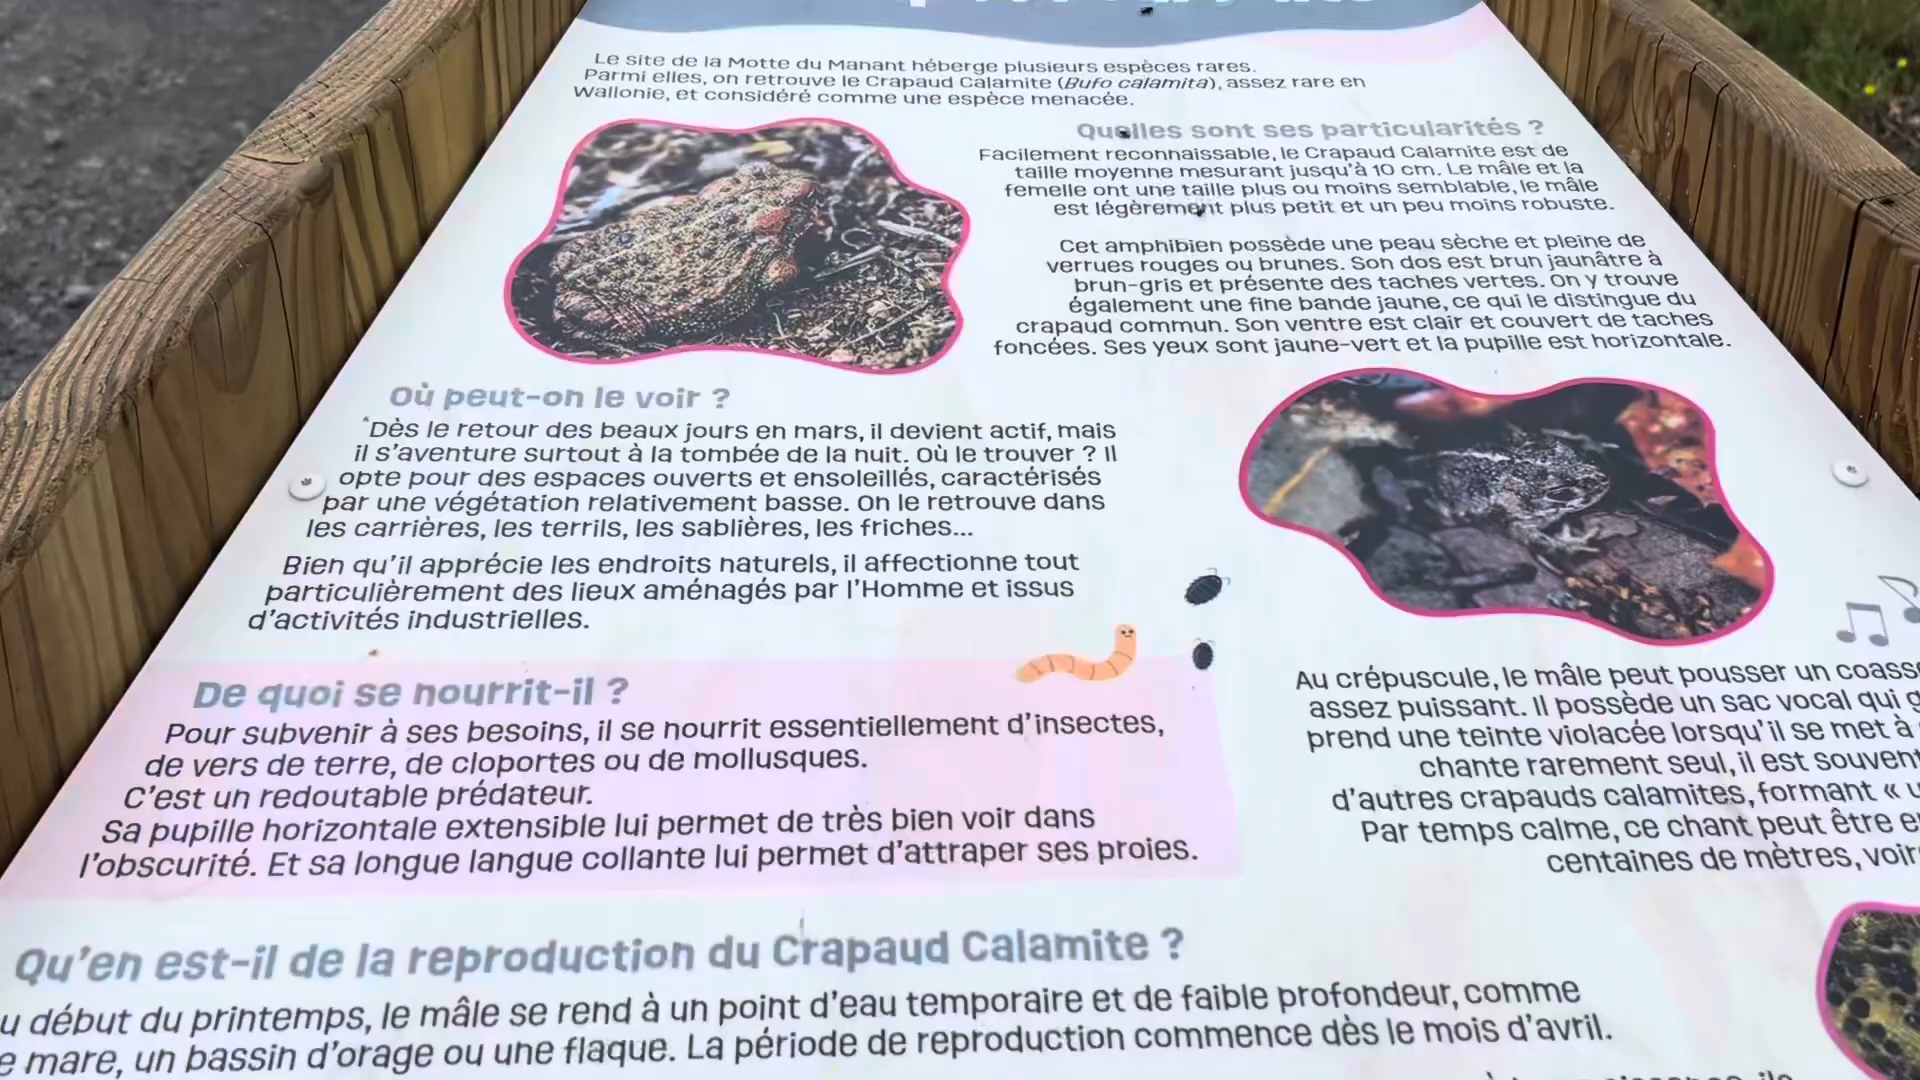 Le site de la Motte du Manant héberge plusieurs espèces rares.
Parmi elles, on retrouve le Crapaud Calamite (Bufo calamita), assez rare en
Wallonie, et considéré comme une espèce menacée.
Quelles sont ses particularités ?
Facilement reconnaissable, le Crapaud Calamite est de
taille moyenne mesurant jusqu'à 10 cm. Le mâle et la
femelle ont une taille plus ou moins semblable, le mâle
est légèrement plus petit et un peu moins robuste.
Cet amphibien possède une peau sèche et pleine de
verrues rouges ou brunes. Son dos est brun jaunâtre à
brun-gris et présente des taches vertes. On y trouve
également une fine bande jaune, ce qui le distingue du
crapaud commun. Son ventre est clair et couvert de taches
foncées. Ses yeux sont jaune-vert et la pupille est horizontale.
Où peut-on le voir ?
Dès le retour des beaux jours en mars, il devient actif, mais
il s'aventure surtout à la tombée de la nuit. Où le trouver ? Il
opte pour des espaces ouverts et ensoleillés, caractérisés
par une végétation relativement basse. On le retrouve dans
les carrières, les terrils, les sablières, les friches...
Bien qu'il apprécie les endroits naturels, il affectionne tout
particulièrement des lieux aménagés par l'Homme et issus
d'activités industrielles.
De quoi se nourrit-il ?
Pour subvenir à ses besoins, il se nourrit essentiellement d'insectes,
de vers de terre, de cloportes ou de mollusques.
C'est un redoutable prédateur.
Sa pupille horizontale extensible lui permet de très bien voir dans
l'obscurité. Et sa longue langue collante lui permet d'attraper ses proies.
Au crépuscule, le mâle peut pousser un coass
assez puissant. Il possède un sac vocal qui g
prend une teinte violacée lorsqu'il se met à
chante rarement seul, il est souvent
d'autres crapauds calamites, formant « u
Par temps calme, ce chant peut être e
centaines de mètres, voir
Qu'en est-il de la reproduction du Crapaud Calamite ?
u début du printemps, le mâle se rend à un point d'eau temporaire et de faible profondeur, comme
e mare, un bassin d'orage ou une flaque. La période de reproduction commence dès le mois d'avril.